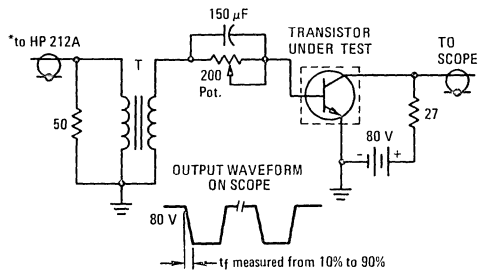 *to HP 212A
50
T
150 µF
200
Pot.
TRANSISTOR
UNDER TEST
TO
SCOPE
27
80 V
- +
OUTPUT WAVEFORM
ON SCOPE
80 V
tf measured from 10% to 90%